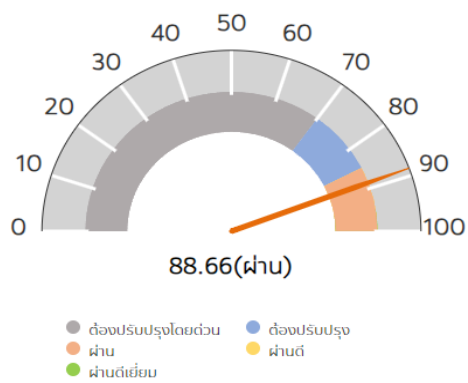 50
40
60
30
70
20
80
10
90
0
100
88.66(ผ่าน)
ต้องปรับปรุงโดยด่วน
ต้องปรับปรุง
ผ่าน
ผ่านดี
ผ่านดีเยี่ยม